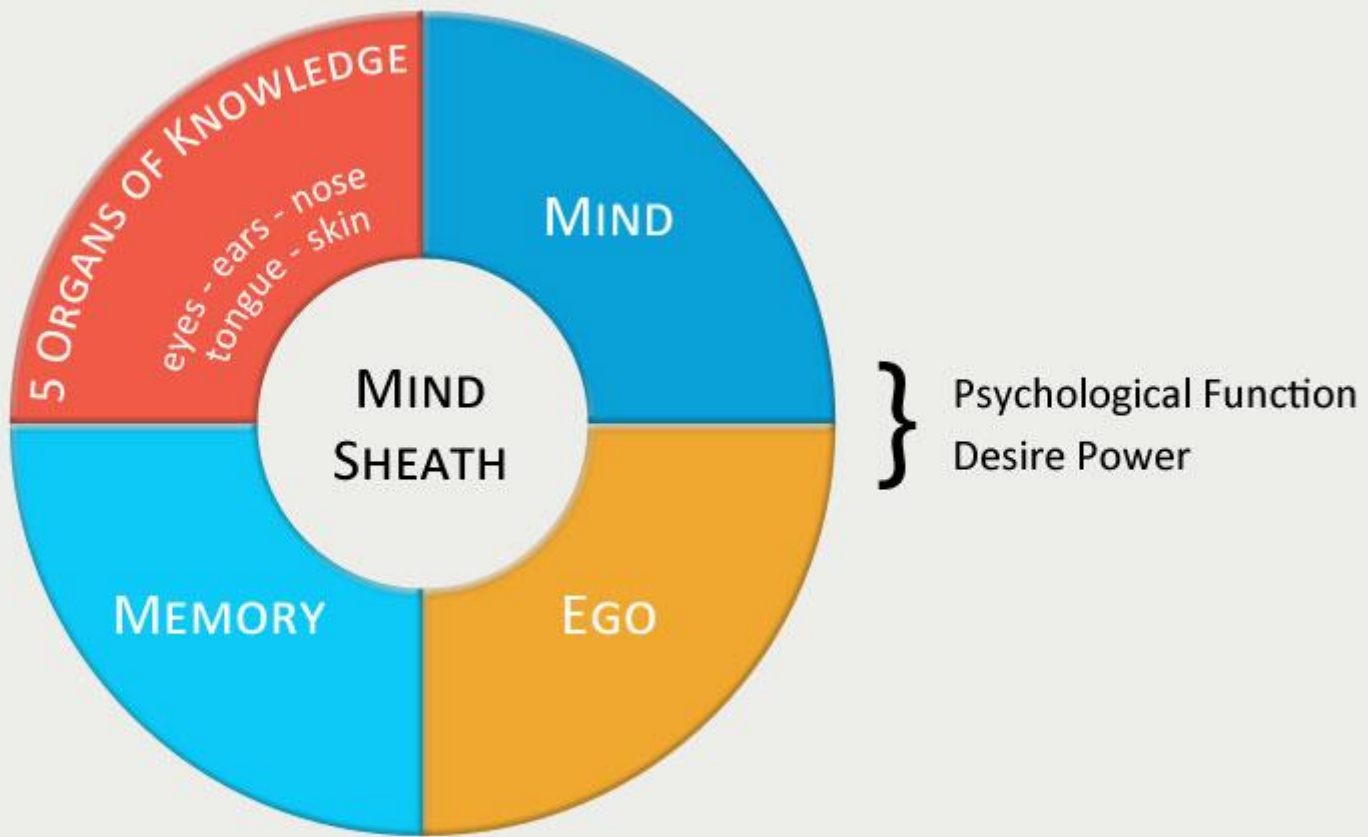 5 Organs of Knowledge
eyes - ears - nose
tongue - skin
Mind
Mind
Sheath
Psychological Function
Desire Power
Memory
Ego